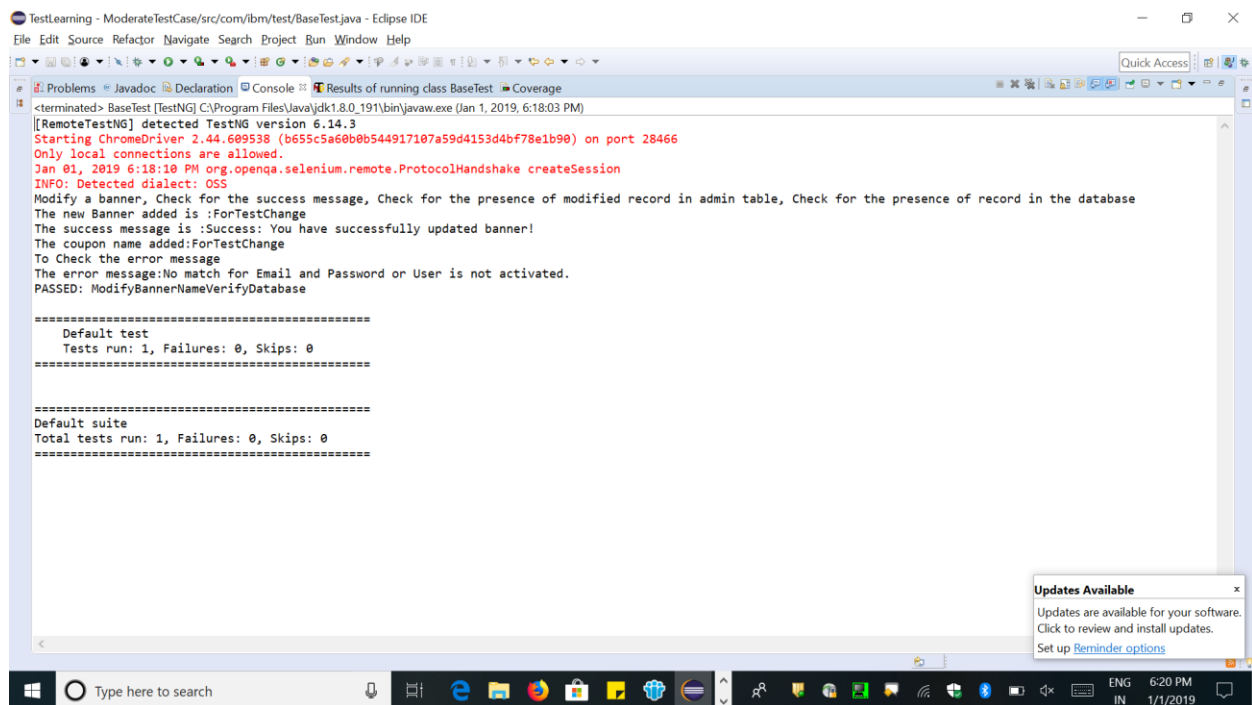 TestLearning - ModerateTestCase/src/com/ibm/test/BaseTest.java - Eclipse IDE
File Edit Source Refactor Navigate Search Project Run Window Help
Quick Access
Problems Javadoc Declaration Console Results of running class BaseTest Coverage
<terminated> BaseTest [TestNG] C:\Program Files\Java\jdk1.8.0_191\bin\javaw.exe (Jan 1, 2019, 6:18:03 PM)
[RemoteTestNG] detected TestNG version 6.14.3
Starting ChromeDriver 2.44.609538 (b655c5a60b0b544917107a59d4153d4bf78e1b90) on port 28466
Only local connections are allowed.
Jan 01, 2019 6:18:10 PM org.openqa.selenium.remote.ProtocolHandshake createSession
INFO: Detected dialect: OSS
Modify a banner, Check for the success message, Check for the presence of modified record in admin table, Check for the presence of record in the database
The new Banner added is :ForTestChange
The success message is :Success: You have successfully updated banner!
The coupon name added:ForTestChange
To Check the error message
The error message:No match for Email and Password or User is not activated.
PASSED: ModifyBannerNameVerifyDatabase
===============================================
Default test
Tests run: 1, Failures: 0, Skips: 0
===============================================
===============================================
Default suite
Total tests run: 1, Failures: 0, Skips: 0
===============================================
Updates Available x
Updates are available for your software.
Click to review and install updates.
Set up Reminder options
Type here to search
ENG
IN
6:20 PM
1/1/2019